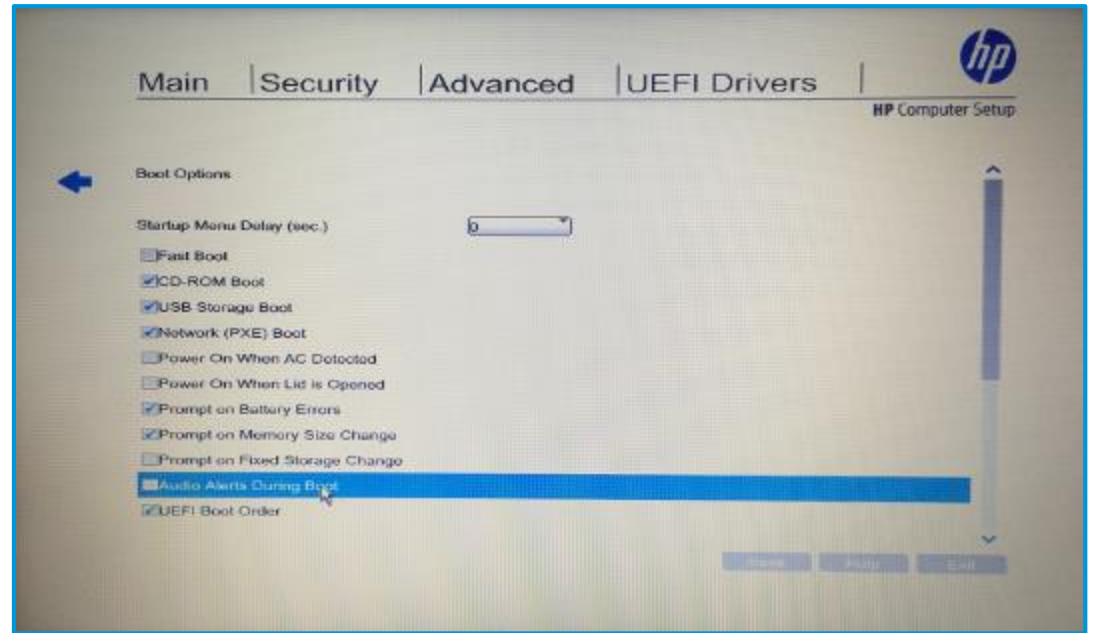 hp
Main Security Advanced UEFI Drivers
HP Computer Setup
Boot Options
Startup Menu Delay (sec.) 0
Fast Boot
CD-ROM Boot
USB Storage Boot
Network (PXE) Boot
Power On When AC Detected
Power On When Lid is Opened
Prompt on Battery Errors
Prompt on Memory Size Change
Prompt on Fixed Storage Change
Audio Alerts During Boot
UEFI Boot Order
Save Help Exit